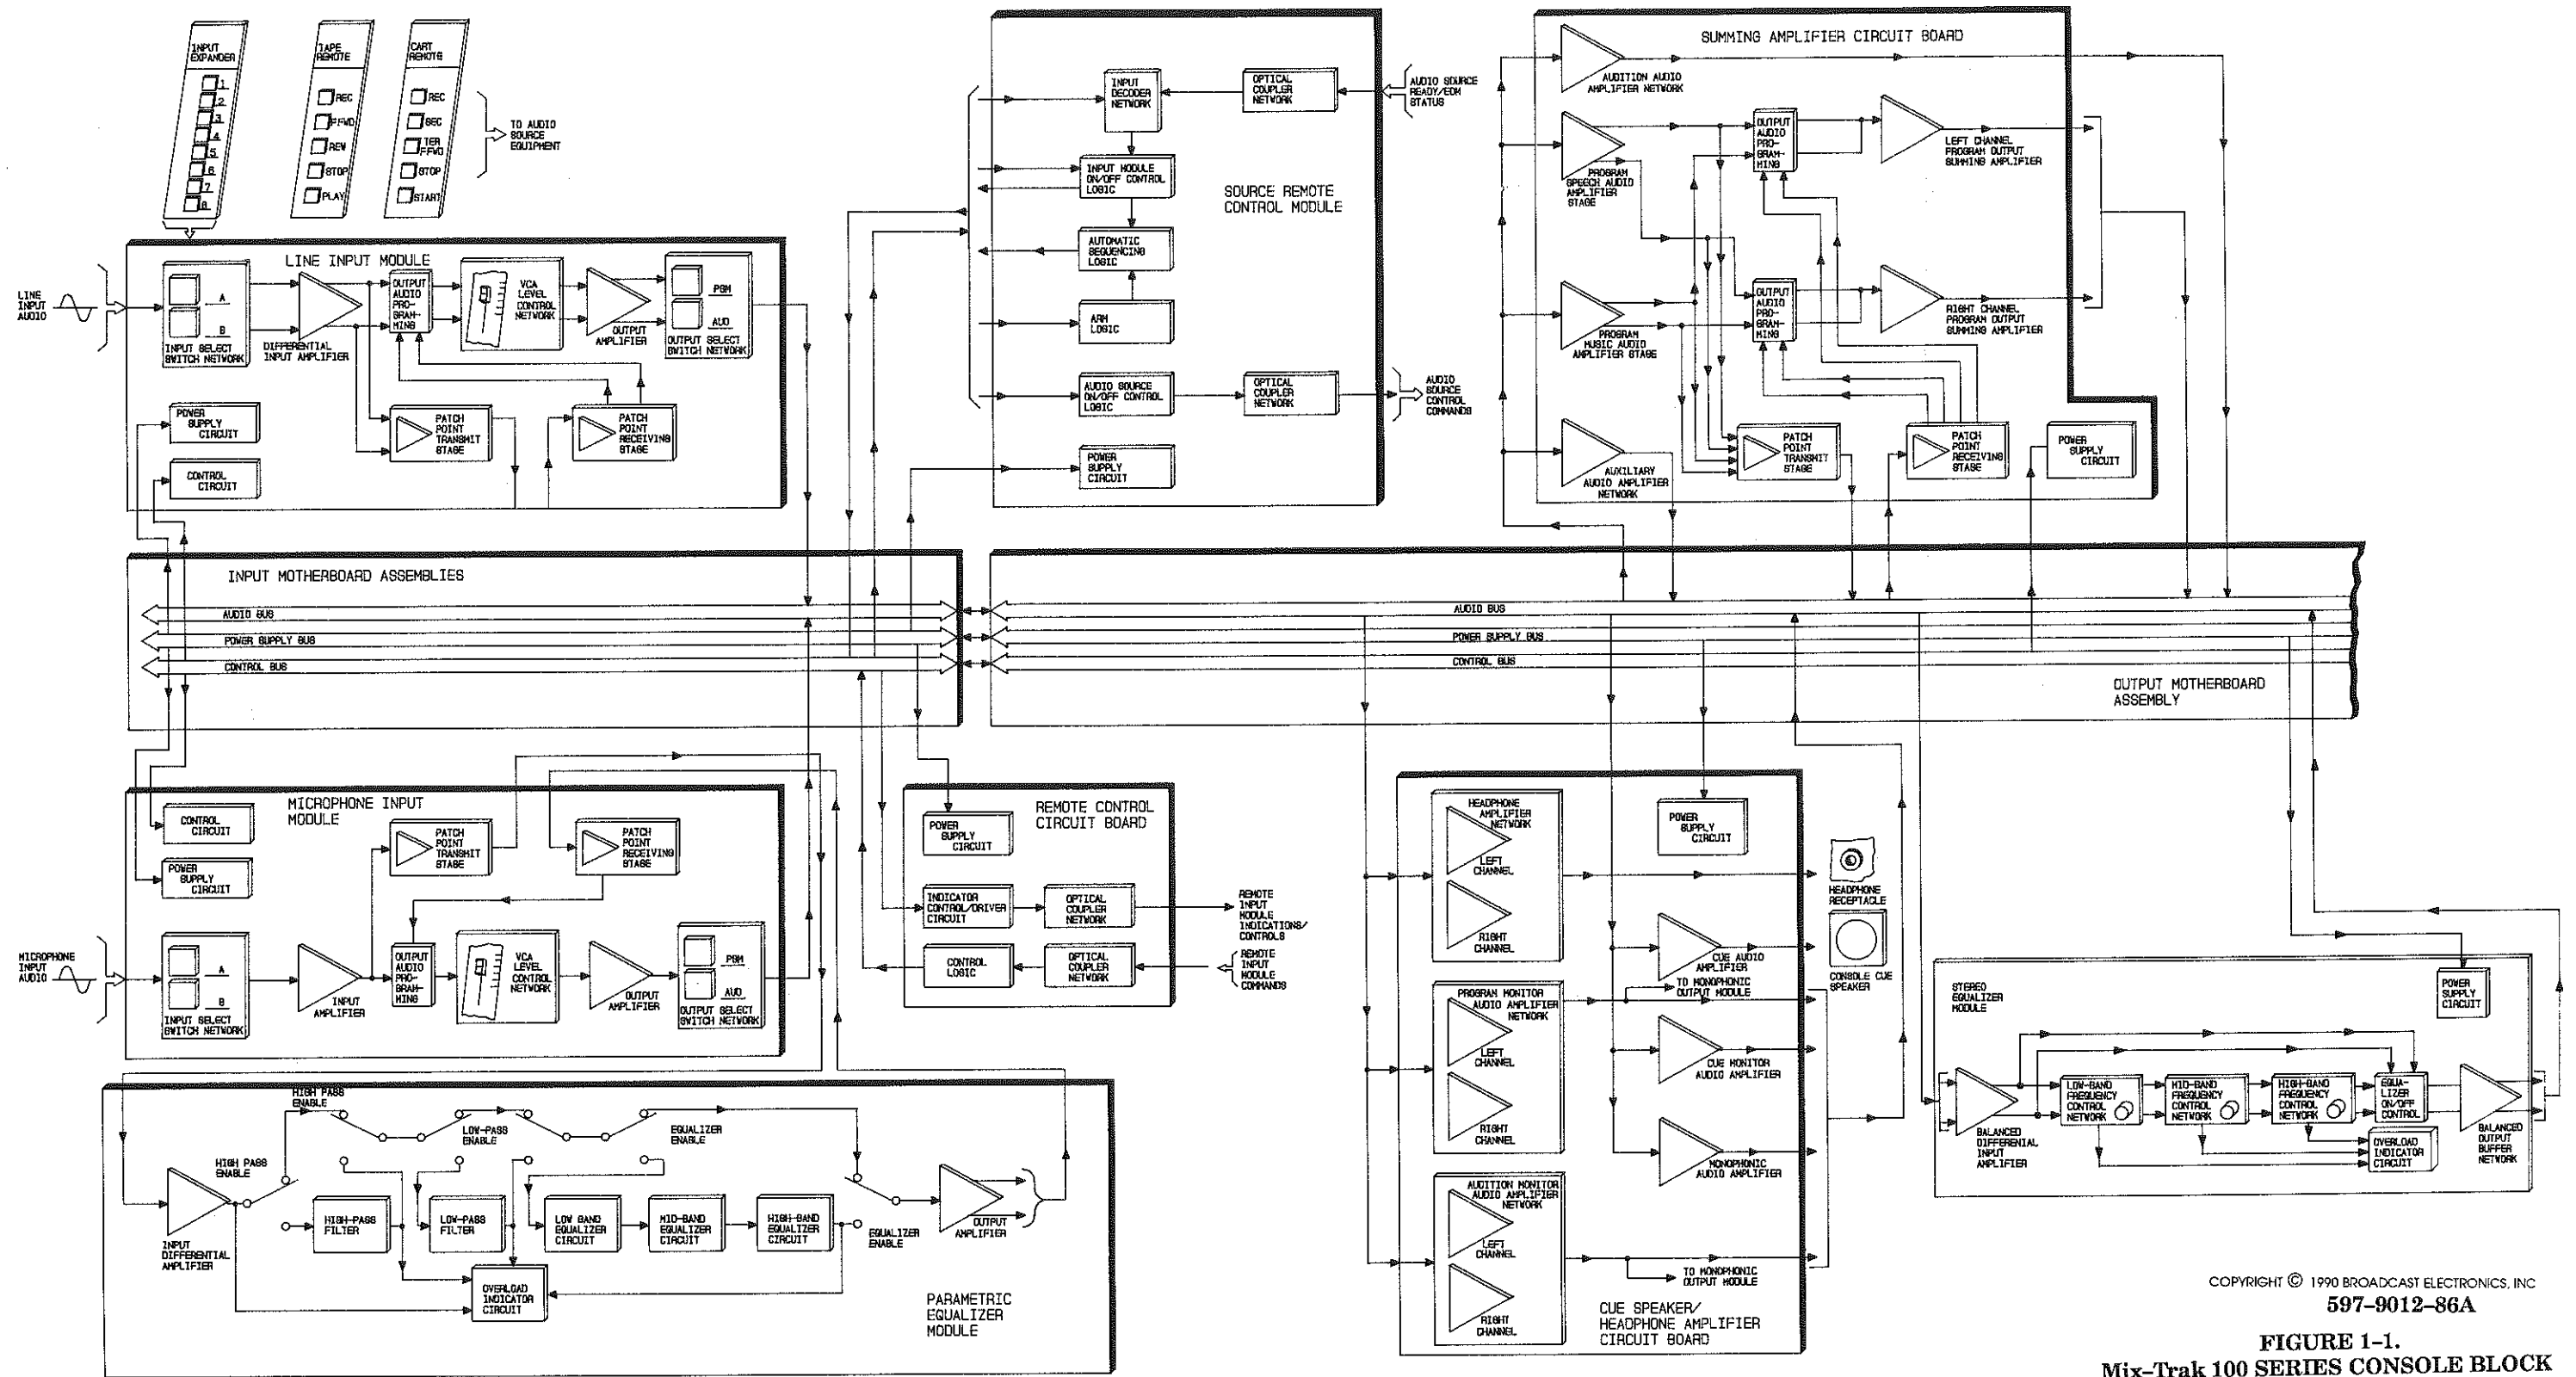 INPUT
EXPANDER
1
2
3
4
5
6
7
8
TAPE
REMOTE
REC
F.FWD
REW
STOP
PLAY
CART
REMOTE
REC
SEC
TER
FFWD
STOP
START
TO AUDIO
SOURCE
EQUIPMENT
LINE INPUT MODULE
LINE
INPUT
AUDIO
A
B
INPUT SELECT
SWITCH NETWORK
DIFFERENTIAL
INPUT AMPLIFIER
OUTPUT
AUDIO
PRO-
GRAM-
MING
VCA
LEVEL
CONTROL
NETWORK
OUTPUT
AMPLIFIER
PGM
AUD
OUTPUT SELECT
SWITCH NETWORK
POWER
SUPPLY
CIRCUIT
CONTROL
CIRCUIT
PATCH
POINT
TRANSMIT
STAGE
PATCH
POINT
RECEIVING
STAGE
INPUT
DECODER
NETWORK
OPTICAL
COUPLER
NETWORK
AUDIO SOURCE
READY/EOM
STATUS
INPUT MODULE
ON/OFF CONTROL
LOGIC
SOURCE REMOTE
CONTROL MODULE
AUTOMATIC
SEQUENCING
LOGIC
ARM
LOGIC
AUDIO SOURCE
ON/OFF CONTROL
LOGIC
OPTICAL
COUPLER
NETWORK
AUDIO
SOURCE
CONTROL
COMMANDS
POWER
SUPPLY
CIRCUIT
SUMMING AMPLIFIER CIRCUIT BOARD
AUDITION AUDIO
AMPLIFIER NETWORK
PROGRAM
SPEECH AUDIO
AMPLIFIER
STAGE
OUTPUT
AUDIO
PRO-
GRAM-
MING
LEFT CHANNEL
PROGRAM OUTPUT
SUMMING AMPLIFIER
PROGRAM
MUSIC AUDIO
AMPLIFIER STAGE
OUTPUT
AUDIO
PRO-
GRAM-
MING
RIGHT CHANNEL
PROGRAM OUTPUT
SUMMING AMPLIFIER
AUXILIARY
AUDIO AMPLIFIER
NETWORK
PATCH
POINT
TRANSMIT
STAGE
PATCH
POINT
RECEIVING
STAGE
POWER
SUPPLY
CIRCUIT
INPUT MOTHERBOARD ASSEMBLIES
AUDIO BUS
POWER SUPPLY BUS
CONTROL BUS
AUDIO BUS
POWER SUPPLY BUS
CONTROL BUS
OUTPUT MOTHERBOARD
ASSEMBLY
MICROPHONE INPUT
MODULE
CONTROL
CIRCUIT
POWER
SUPPLY
CIRCUIT
PATCH
POINT
TRANSMIT
STAGE
PATCH
POINT
RECEIVING
STAGE
MICROPHONE
INPUT
AUDIO
A
B
INPUT SELECT
SWITCH NETWORK
INPUT
AMPLIFIER
OUTPUT
AUDIO
PRO-
GRAM-
MING
VCA
LEVEL
CONTROL
NETWORK
OUTPUT
AMPLIFIER
PGM
AUD
OUTPUT SELECT
SWITCH NETWORK
REMOTE CONTROL
CIRCUIT BOARD
POWER
SUPPLY
CIRCUIT
INDICATOR
CONTROL/DRIVER
CIRCUIT
OPTICAL
COUPLER
NETWORK
REMOTE
INPUT
MODULE
INDICATIONS/
CONTROLS
CONTROL
LOGIC
OPTICAL
COUPLER
NETWORK
REMOTE
INPUT
MODULE
COMMANDS
HEADPHONE
AMPLIFIER
NETWORK
LEFT
CHANNEL
RIGHT
CHANNEL
POWER
SUPPLY
CIRCUIT
HEADPHONE
RECEPTACLE
CONSOLE CUE
SPEAKER
CUE AUDIO
AMPLIFIER
TO MONOPHONIC
OUTPUT MODULE
PROGRAM MONITOR
AUDIO AMPLIFIER
NETWORK
LEFT
CHANNEL
RIGHT
CHANNEL
CUE MONITOR
AUDIO AMPLIFIER
MONOPHONIC
AUDIO AMPLIFIER
AUDITION MONITOR
AUDIO AMPLIFIER
NETWORK
LEFT
CHANNEL
RIGHT
CHANNEL
TO MONOPHONIC
OUTPUT MODULE
CUE SPEAKER/
HEADPHONE AMPLIFIER
CIRCUIT BOARD
STEREO
EQUALIZER
MODULE
POWER
SUPPLY
CIRCUIT
BALANCED
DIFFERENTIAL
INPUT
AMPLIFIER
LOW-BAND
FREQUENCY
CONTROL
NETWORK
MID-BAND
FREQUENCY
CONTROL
NETWORK
HIGH-BAND
FREQUENCY
CONTROL
NETWORK
EQUA-
LIZER
ON/OFF
CONTROL
OVERLOAD
INDICATOR
CIRCUIT
BALANCED
OUTPUT
BUFFER
NETWORK
HIGH PASS
ENABLE
LOW-PASS
ENABLE
EQUALIZER
ENABLE
HIGH PASS
ENABLE
INPUT
DIFFERENTIAL
AMPLIFIER
HIGH-PASS
FILTER
LOW-PASS
FILTER
LOW BAND
EQUALIZER
CIRCUIT
MID-BAND
EQUALIZER
CIRCUIT
HIGH-BAND
EQUALIZER
CIRCUIT
EQUALIZER
ENABLE
OUTPUT
AMPLIFIER
OVERLOAD
INDICATOR
CIRCUIT
PARAMETRIC
EQUALIZER
MODULE
COPYRIGHT © 1990 BROADCAST ELECTRONICS, INC
597-9012-86A
FIGURE 1-1.
Mix-Trak 100 SERIES CONSOLE BLOCK